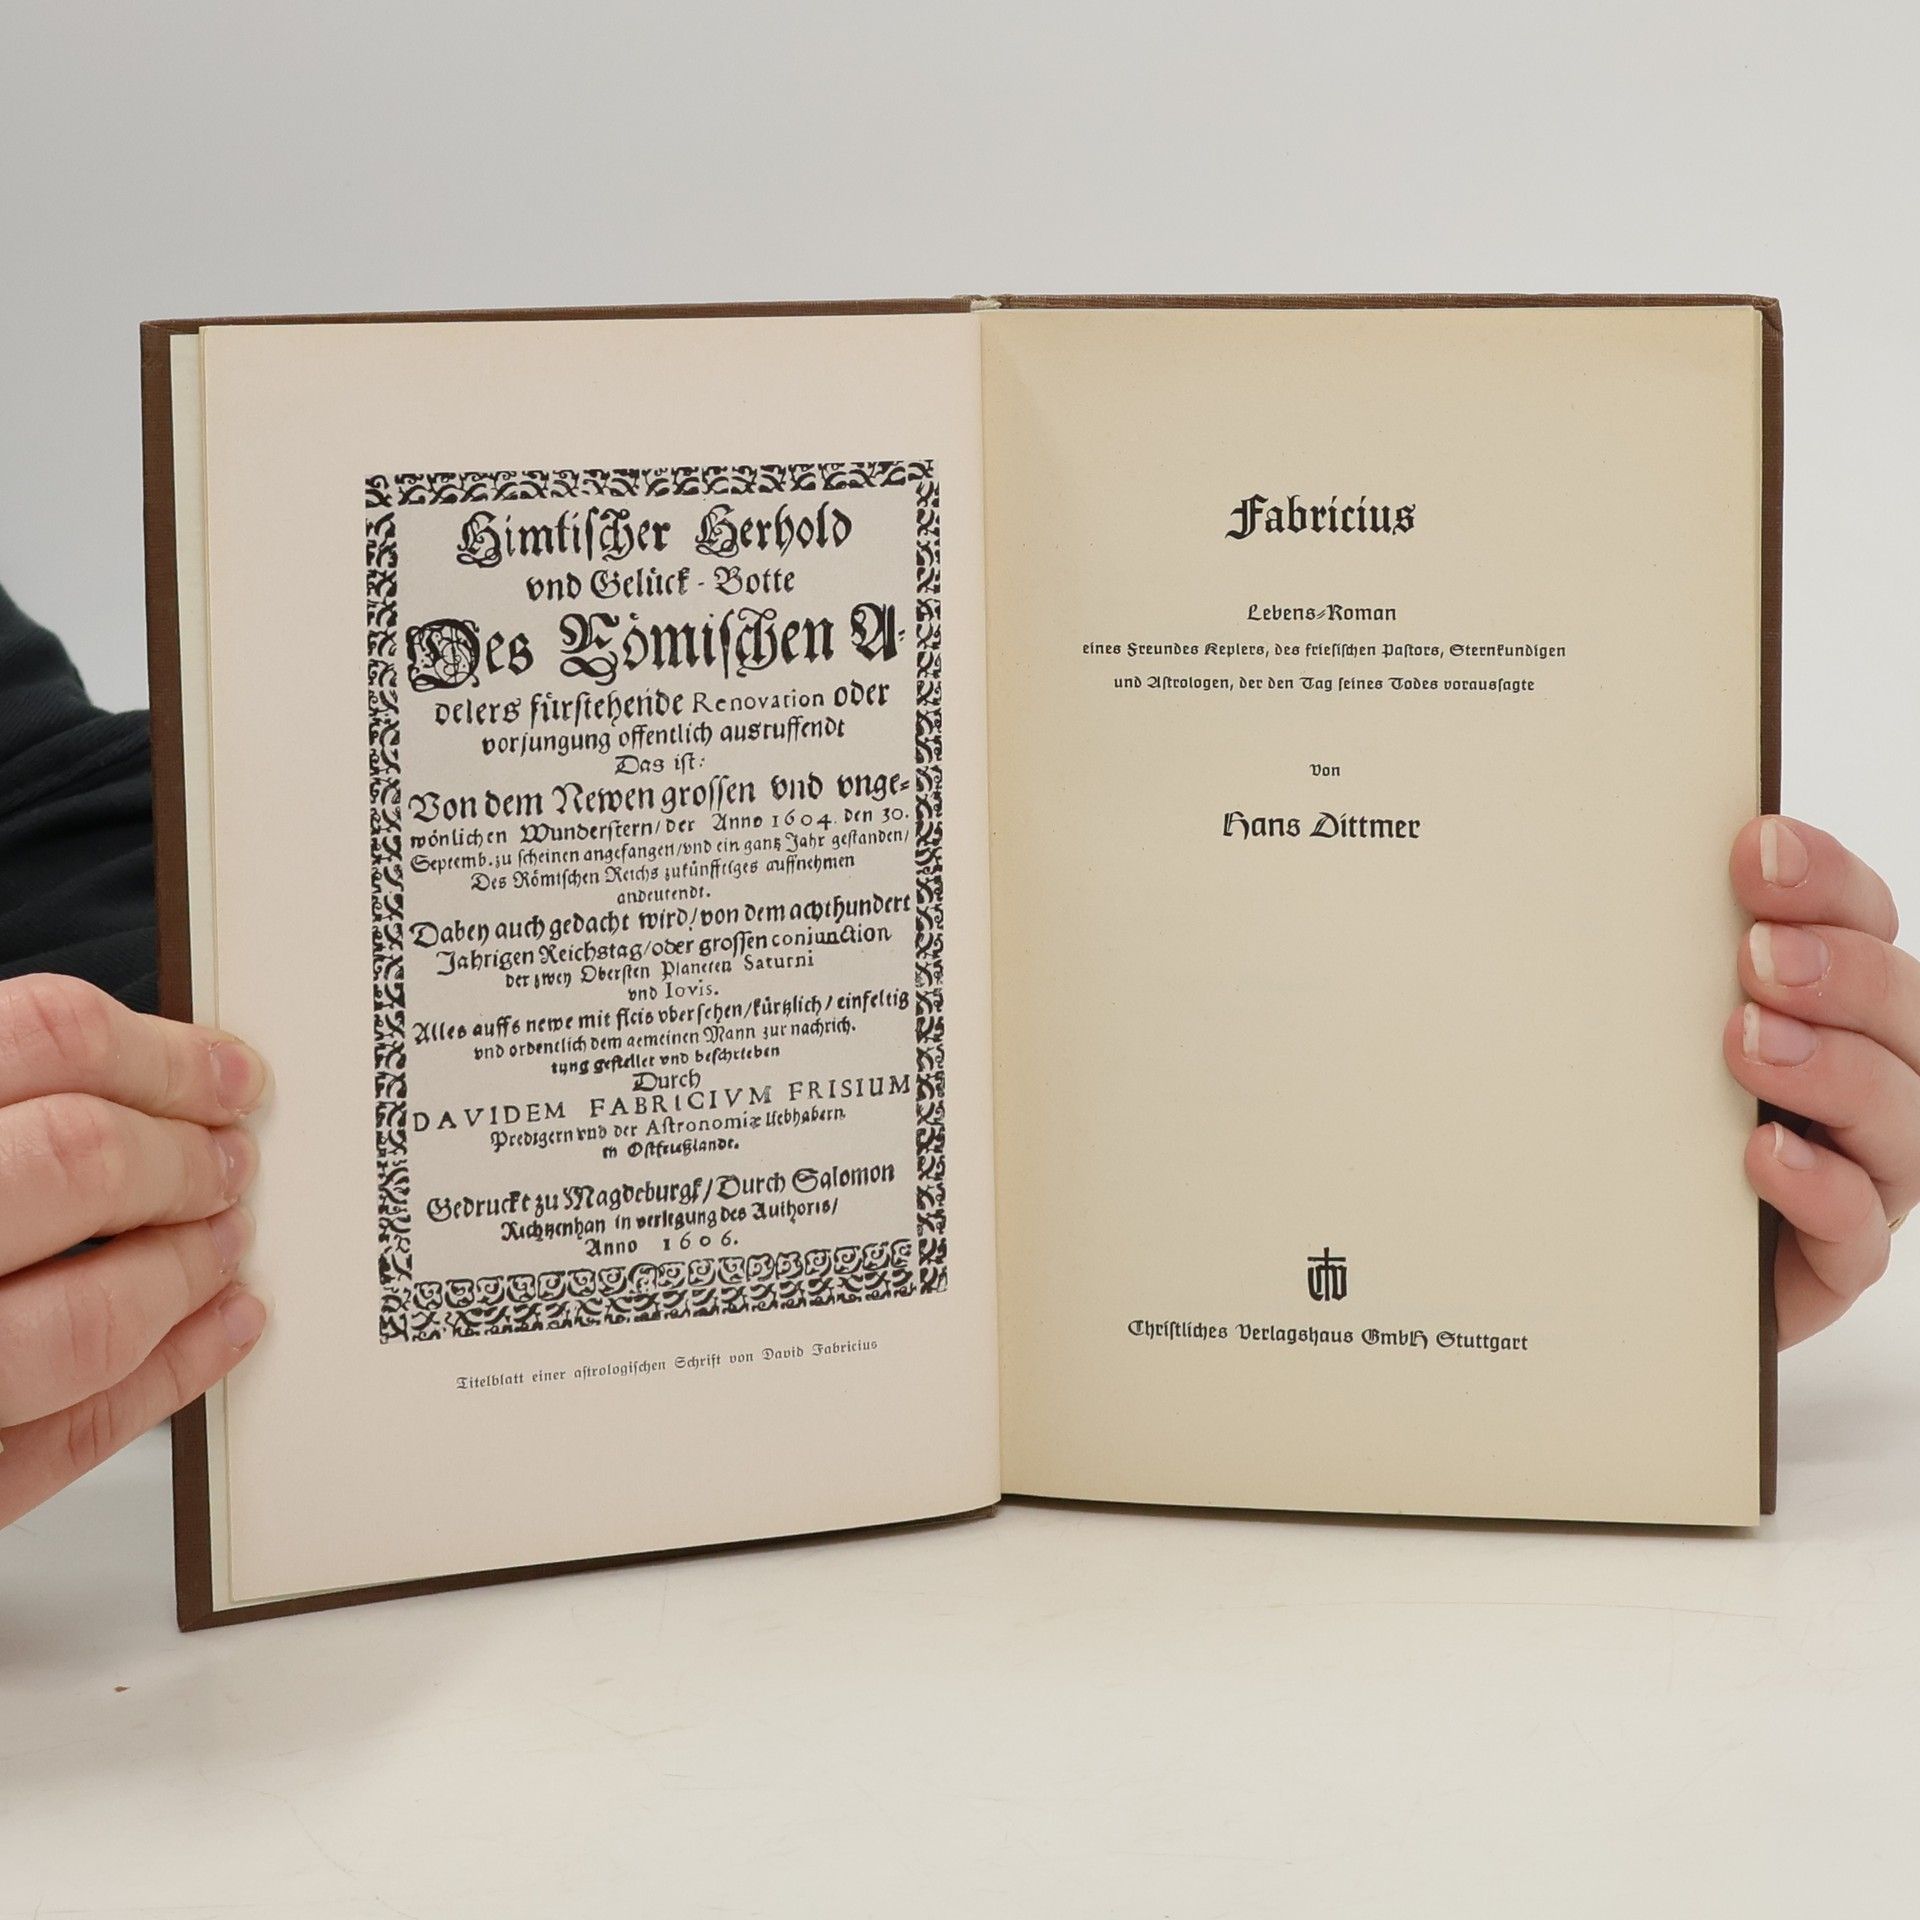 Himlischer Herhold
vnd Gelück-Botte
Des Römischen A-
delers fürstehende Renovation oder
vorjungung offentlich ausruffendt
Das ist:
Von dem Newen grossen vnd vnge-
wönlichen Wunderstern/ der Anno 1604. den 30.
Septemb. zu scheinen angefangen/ vnd ein gantz Jahr gestanden/
Des Römischen Reichs zukünfftiges auffnehmen
andeutendt.
Dabey auch gedacht wird/ von dem achthundert
Jahrigen Reichstag/ oder grossen conjunction
der zwey Obersten Planeten Saturni
vnd Iovis.
Alles auffs newe mit fleis vbersehen/ kürtzlich/ einfeltig
vnd ordentlich dem gemeinen Mann zur nachrich-
tung gestellet vnd beschrieben
Durch
DAVIDEM FABRICIVM FRISIUM
Predigern vnd der Astronomiæ liebhabern
in Ostfrießlandt.
Gedruckt zu Magdeburgk/ Durch Salomon
Richtzenhan in verlegung des Authoris/
Anno 1606.
Titelblatt einer astrologischen Schrift von David Fabricius
Fabricius
Lebens-Roman
eines Freundes Keplers, des friesischen Pastors, Sternkundigen
und Astrologen, der den Tag seines Todes voraussagte
Von
Hans Dittmer
Christliches Verlagshaus GmbH Stuttgart